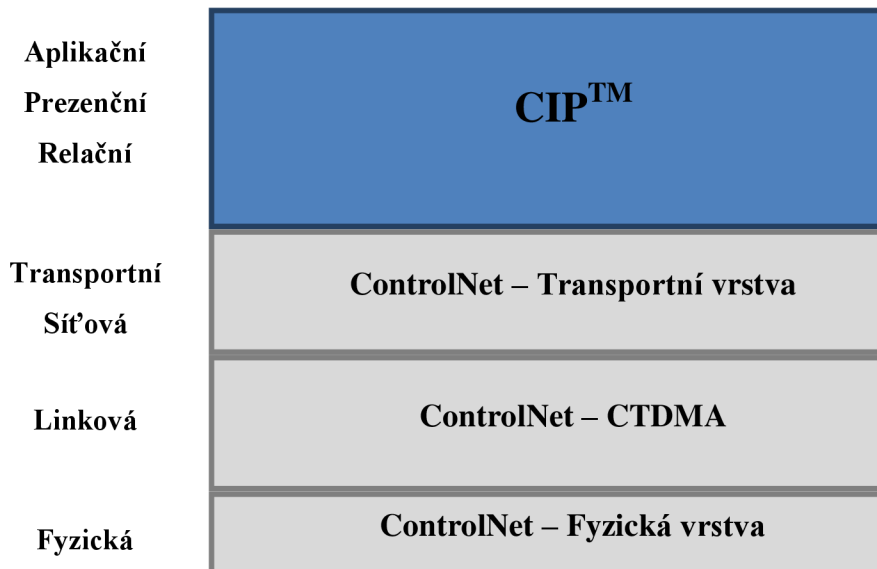 Aplikační
Prezenční
Relační
CIP™
Transportní
Síťová
ControlNet – Transportní vrstva
Linková
ControlNet – CTDMA
Fyzická
ControlNet – Fyzická vrstva